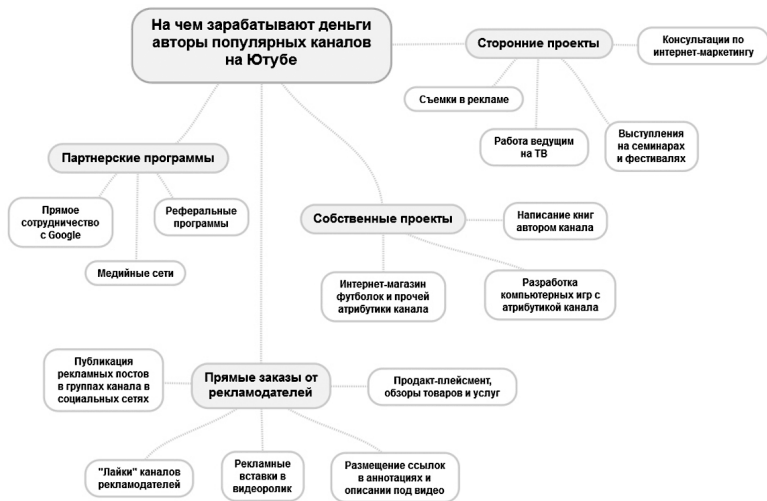 На чем зарабатывают деньги
авторы популярных каналов
на Ютубе
Сторонние проекты
Консультации по
интернет-маркетингу
Съемки в рекламе
Работа ведущим
на ТВ
Выступления
на семинарах
и фестивалях
Партнерские программы
Прямое
сотрудничество
с Google
Реферальные
программы
Медийные сети
Собственные проекты
Написание книг
автором канала
Интернет-магазин
футболок и прочей
атрибутики канала
Разработка
компьютерных игр с
атрибутикой канала
Публикация
рекламных постов
в группах канала в
социальных сетях
Прямые заказы от
рекламодателей
Продакт-плейсмент,
обзоры товаров и услуг
"Лайки" каналов
рекламодателей
Рекламные
вставки в
видеоролик
Размещение ссылок
в аннотациях и
описании под видео